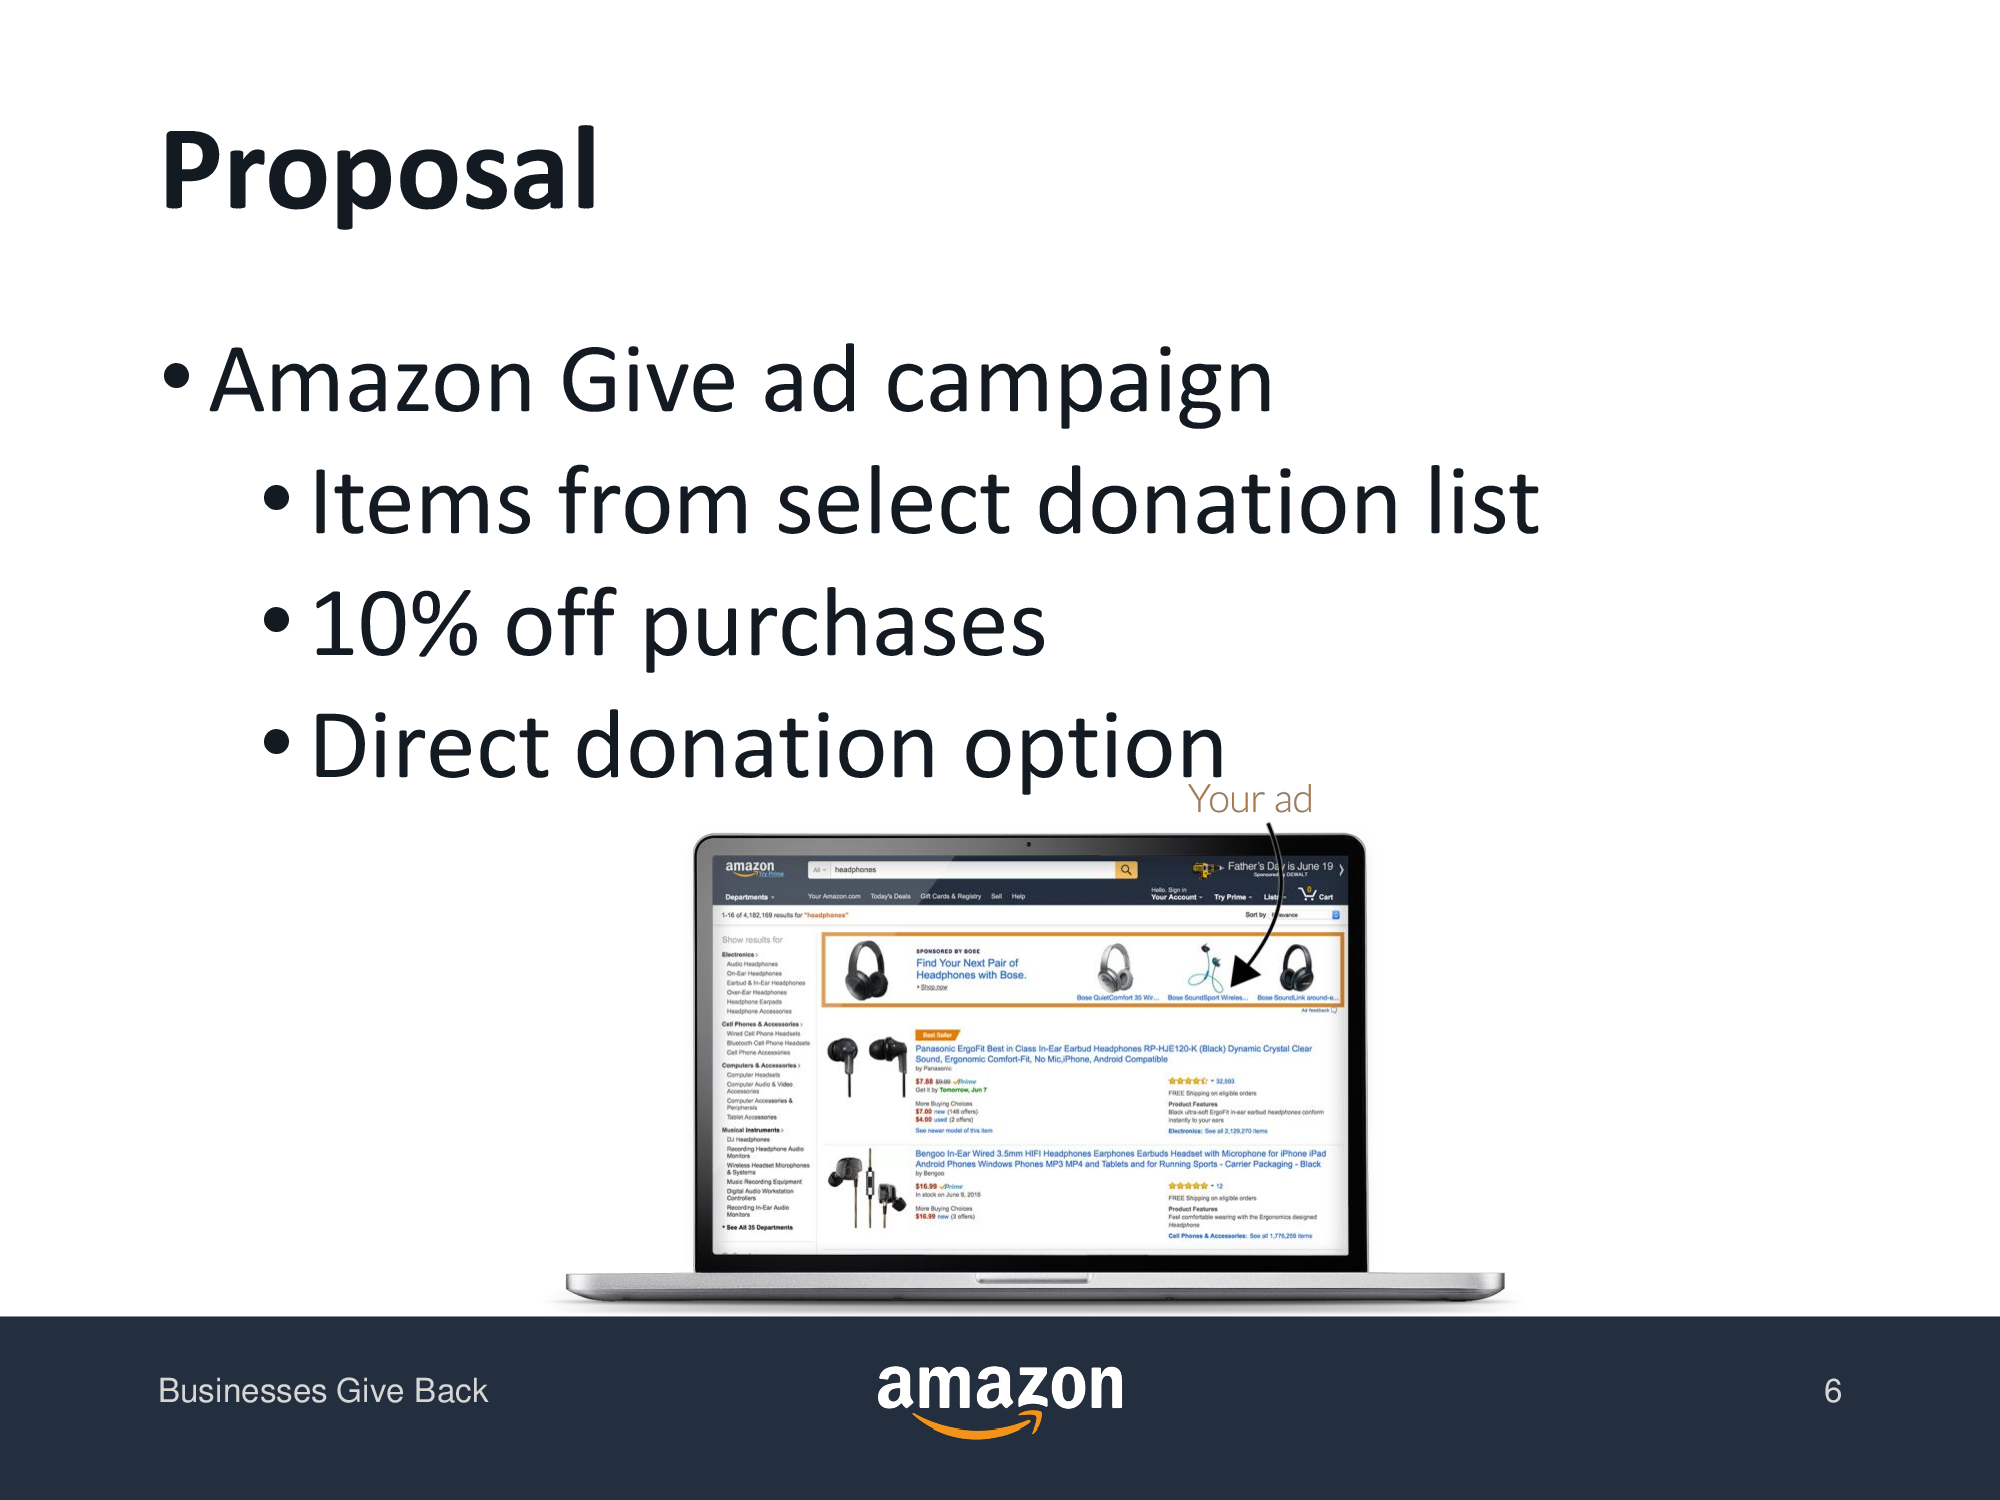 Proposal
• Amazon Give ad campaign
• Items from select donation list
• 10% off purchases
• Direct donation option
Your ad
amazon
Try Prime
All
headphones
Father's Day is June 19
Sponsored by DEWALT
Departments
Your Amazon.com Today's Deals Gift Cards & Registry Sell Help
Hello. Sign in
Your Account Try Prime Lists 0 Cart
1-16 of 4,182,169 results for "headphones"
Sort by Relevance
Show results for
Electronics ›
Audio Headphones
On-Ear Headphones
Earbud & In-Ear Headphones
Over-Ear Headphones
Headphone Earpads
Headphone Accessories
Cell Phones & Accessories ›
Wired Cell Phone Headsets
Bluetooth Cell Phone Headsets
Cell Phone Accessories
Computers & Accessories ›
Computer Headsets
Computer Audio & Video
Accessories
Computer Accessories &
Peripherals
Tablet Accessories
Musical Instruments ›
DJ Headphones
Recording Headphone Audio
Monitors
Wireless Headset Microphones
& Systems
Music Recording Equipment
Digital Audio Workstation
Controllers
Recording In-Ear Audio
Monitors
+ See All 35 Departments
SPONSORED BY BOSE
Find Your Next Pair of
Headphones with Bose.
› Shop now
Bose QuietComfort 35 Wir... Bose SoundSport Wireles... Bose SoundLink around-e...
Ad feedback
Best Seller
Panasonic ErgoFit Best in Class In-Ear Earbud Headphones RP-HJE120-K (Black) Dynamic Crystal Clear
Sound, Ergonomic Comfort-Fit, No Mic,iPhone, Android Compatible
by Panasonic
$7.88 $9.99 Prime
Get it by Tomorrow, Jun 7
More Buying Choices
$7.00 new (148 offers)
$4.00 used (2 offers)
See newer model of this item
32,593
FREE Shipping on eligible orders
Product Features
Black ultra-soft ErgoFit in-ear earbud headphones conform
instantly to your ears
Electronics: See all 2,129,270 items
Bengoo In-Ear Wired 3.5mm HIFI Headphones Earphones Earbuds Headset with Microphone for iPhone iPad
Android Phones Windows Phones MP3 MP4 and Tablets and for Running Sports - Carrier Packaging - Black
by Bengoo
$16.99 Prime
In stock on June 9, 2016
More Buying Choices
$16.99 new (3 offers)
12
FREE Shipping on eligible orders
Product Features
Feel comfortable wearing with the Ergonomics designed
Headphone
Cell Phones & Accessories: See all 1,776,259 items
Businesses Give Back
amazon
6